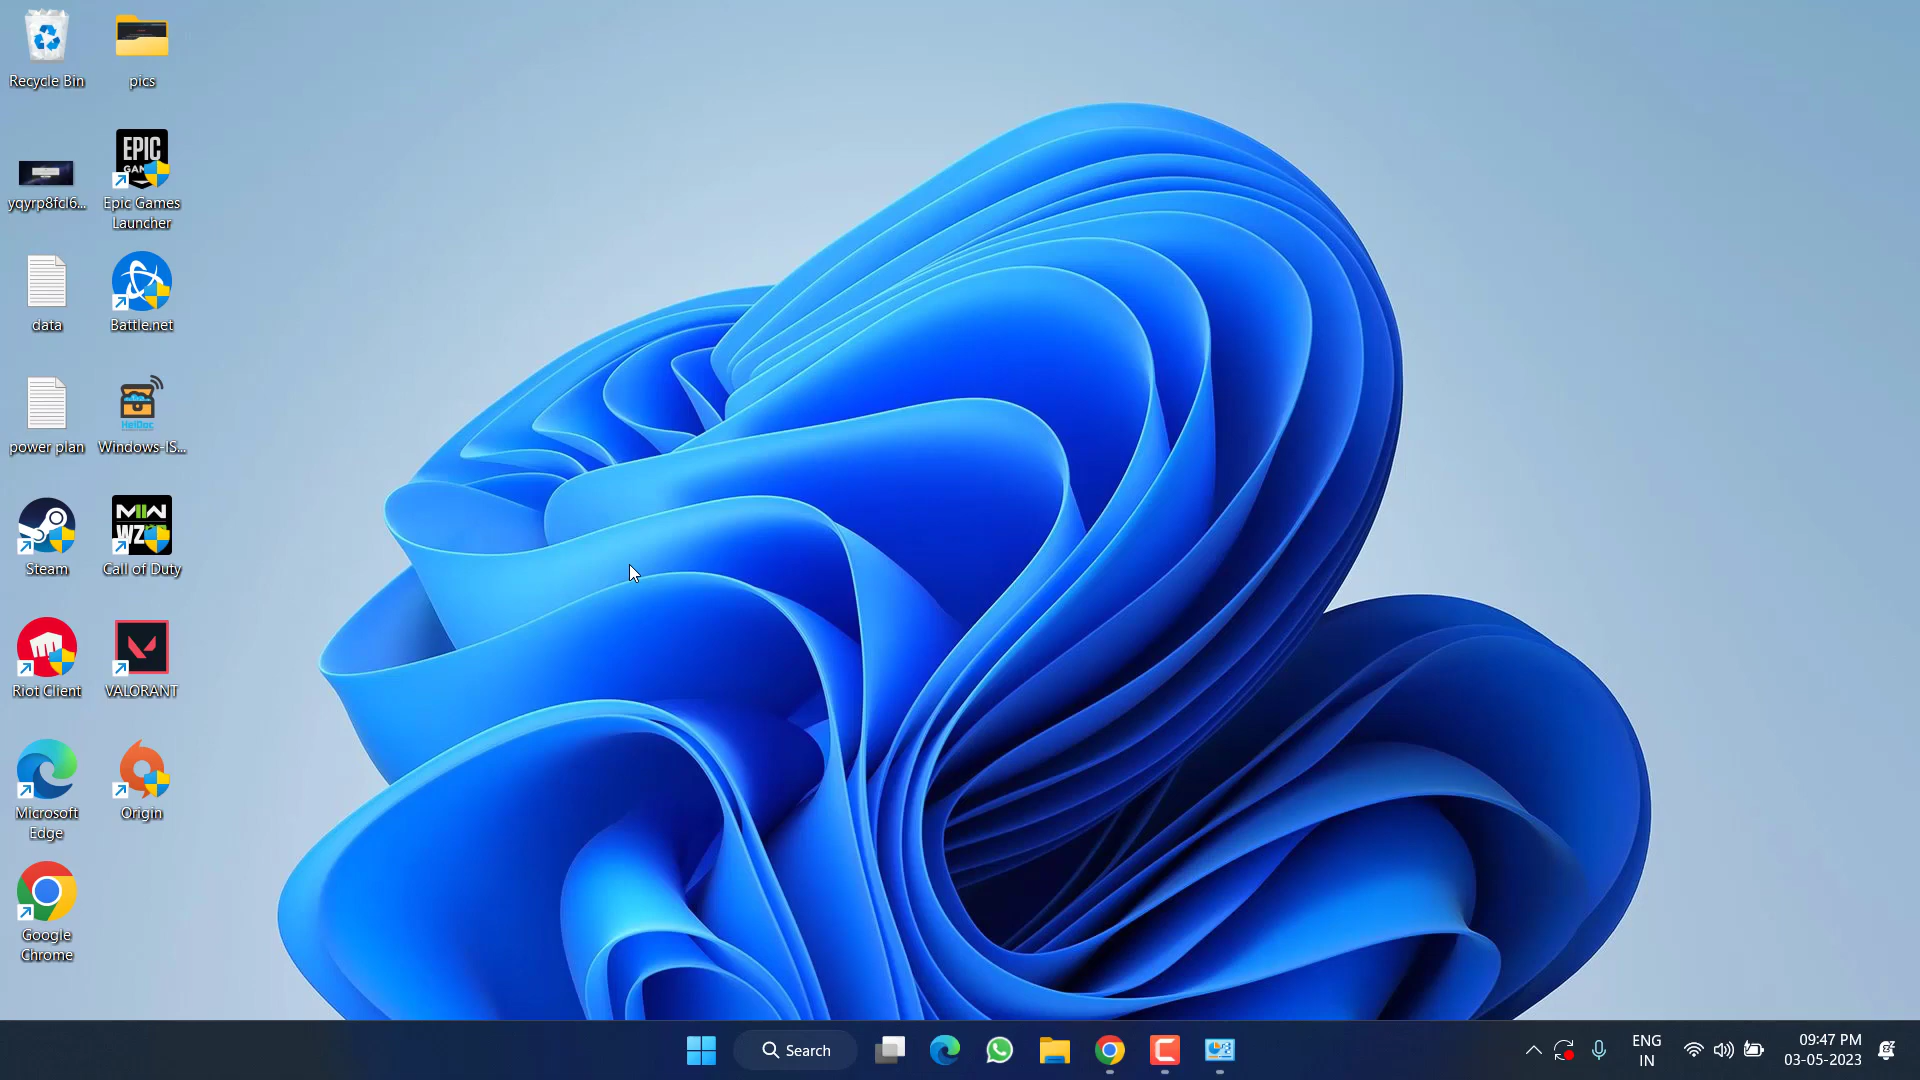 Recycle Bin
pics
yqyrp8fcl6...
EPIC
Epic Games
Launcher
data
Battle.net
power plan
HeiDoc
Windows-IS...
Steam
MW
WZ
Call of Duty
Riot Client
VALORANT
Microsoft
Edge
Origin
Google
Chrome
Search
ENG
IN
09:47 PM
03-05-2023